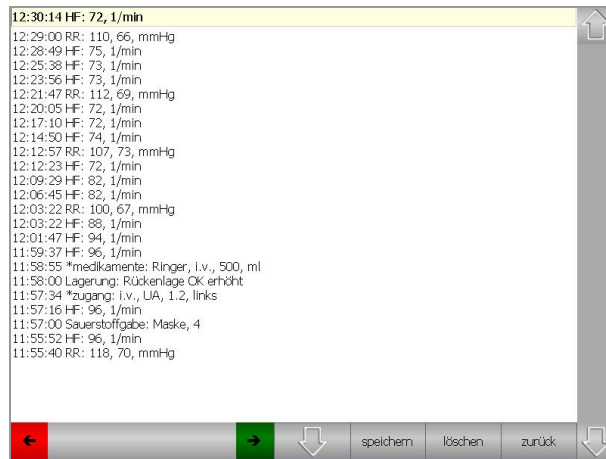 12:30:14 HF: 72, 1/min
12:29:00 RR: 110, 66, mmHg
12:28:49 HF: 75, 1/min
12:25:38 HF: 73, 1/min
12:23:56 HF: 73, 1/min
12:21:47 RR: 112, 69, mmHg
12:20:05 HF: 72, 1/min
12:17:10 HF: 72, 1/min
12:14:50 HF: 74, 1/min
12:12:57 RR: 107, 73, mmHg
12:12:23 HF: 72, 1/min
12:09:29 HF: 82, 1/min
12:06:45 HF: 82, 1/min
12:03:22 RR: 100, 67, mmHg
12:03:22 HF: 88, 1/min
12:01:47 HF: 94, 1/min
11:59:37 HF: 96, 1/min
11:58:55 *medikamente: Ringer, i.v., 500, ml
11:58:00 Lagerung: Rückenlage OK erhöht
11:57:34 *zugang: i.v., UA, 1.2, links
11:57:16 HF: 96, 1/min
11:57:00 Sauerstoffgabe: Maske, 4
11:55:52 HF: 96, 1/min
11:55:40 RR: 118, 70, mmHg
speichern löschen zurück